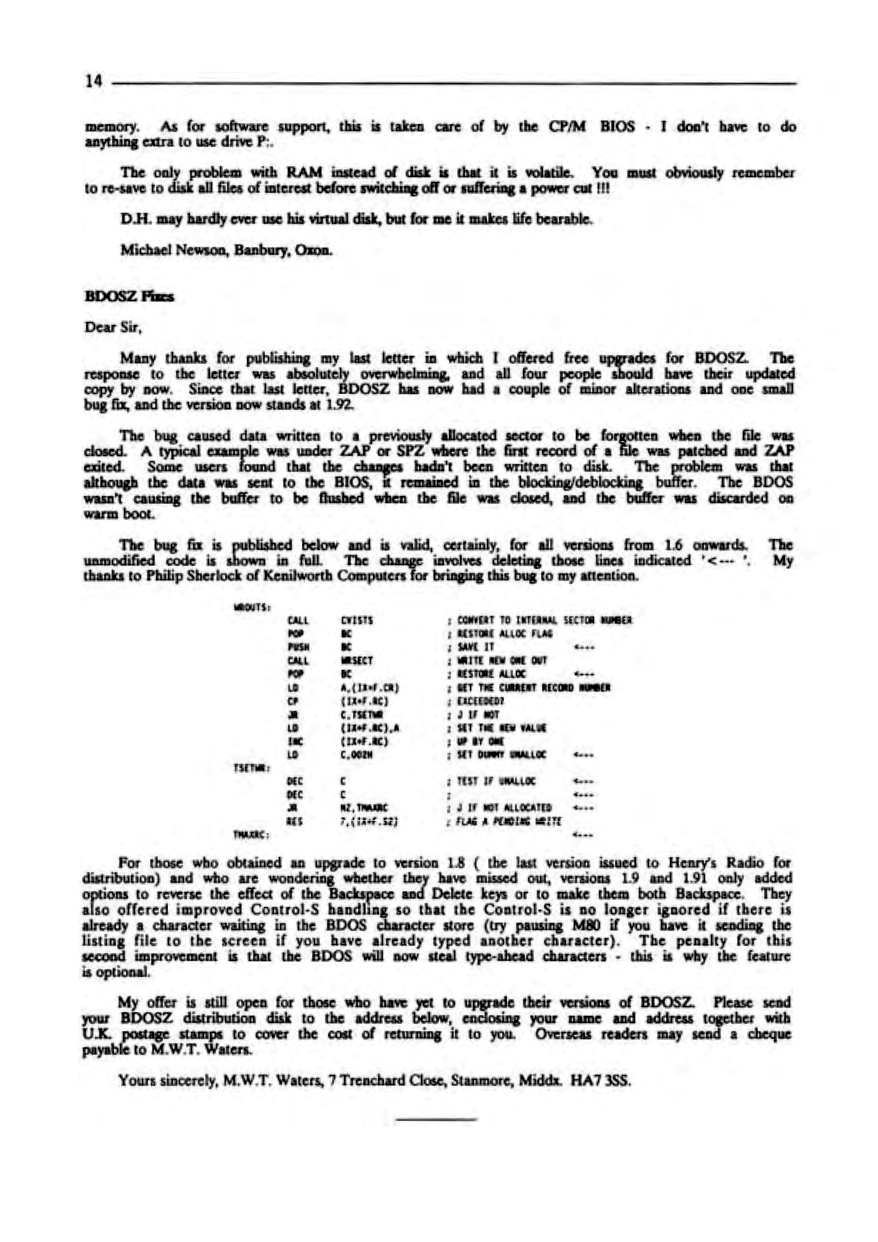 14
memory. As for software support, this is taken care of by the CP/M BIOS - I don't have to do
anything extra to use drive P:.
The only problem with RAM instead of disk is that it is volatile. You must obviously remember
to re-save to disk all files of interest before switching off or suffering a power cut !!!
D.H. may hardly ever use his virtual disk, but for me it makes life bearable.
Michael Newson, Banbury, Oxon.
BDOSZ Fixes
Dear Sir,
Many thanks for publishing my last letter in which I offered free upgrades for BDOSZ. The
response to the letter was absolutely overwhelming, and all four people should have their updated
copy by now. Since that last letter, BDOSZ has now had a couple of minor alterations and one small
bug fix, and the version now stands at 1.92.
The bug caused data written to a previously allocated sector to be forgotten when the file was
closed. A typical example was under ZAP or SPZ where the first record of a file was patched and ZAP
exited. Some users found that the changes hadn't been written to disk. The problem was that
although the data was sent to the BIOS, it remained in the blocking/deblocking buffer. The BDOS
wasn't causing the buffer to be flushed when the file was closed, and the buffer was discarded on
warm boot.
The bug fix is published below and is valid, certainly, for all versions from 1.6 onwards. The
unmodified code is shown in full. The change involves deleting those lines indicated '<--- '. My
thanks to Philip Sherlock of Kenilworth Computers for bringing this bug to my attention.
WROUTS:
CALL CVISTS ; CONVERT TO INTERNAL SECTOR NUMBER
POP BC ; RESTORE ALLOC FLAG
PUSH BC ; SAVE IT <---
CALL WRSECT ; WRITE NEW ONE OUT
POP BC ; RESTORE ALLOC <---
LD A,(IX+F.CR) ; GET THE CURRENT RECORD NUMBER
CP (IX+F.RC) ; EXCEEDED?
JR C,TSETWR ; J IF NOT
LD (IX+F.RC),A ; SET THE NEW VALUE
INC (IX+F.RC) ; UP BY ONE
LD C,002H ; SET DUMMY UNALLOC <---
TSETWR:
DEC C ; TEST IF UNALLOC <---
DEC C ; <---
JR NZ,TMAXRC ; J IF NOT ALLOCATED <---
RES 7,(IX+F.S2) ; FLAG A PENDING WRITE
TMAXRC: <---
For those who obtained an upgrade to version 1.8 ( the last version issued to Henry's Radio for
distribution) and who are wondering whether they have missed out, versions 1.9 and 1.91 only added
options to reverse the effect of the Backspace and Delete keys or to make them both Backspace. They
also offered improved Control-S handling so that the Control-S is no longer ignored if there is
already a character waiting in the BDOS character store (try pausing M80 if you have it sending the
listing file to the screen if you have already typed another character). The penalty for this
second improvement is that the BDOS will now steal type-ahead characters - this is why the feature
is optional.
My offer is still open for those who have yet to upgrade their versions of BDOSZ. Please send
your BDOSZ distribution disk to the address below, enclosing your name and address together with
U.K. postage stamps to cover the cost of returning it to you. Overseas readers may send a cheque
payable to M.W.T. Waters.
Yours sincerely, M.W.T. Waters, 7 Trenchard Close, Stanmore, Middx. HA7 3SS.